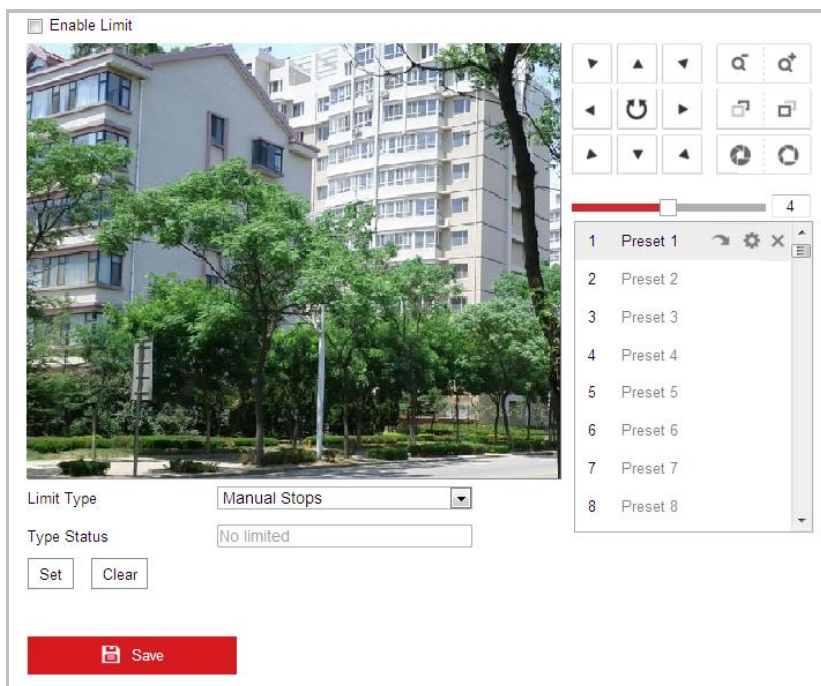 Enable Limit
4
1 Preset 1
2 Preset 2
3 Preset 3
4 Preset 4
5 Preset 5
6 Preset 6
7 Preset 7
8 Preset 8
Limit Type Manual Stops
Type Status No limited
Set Clear
Save